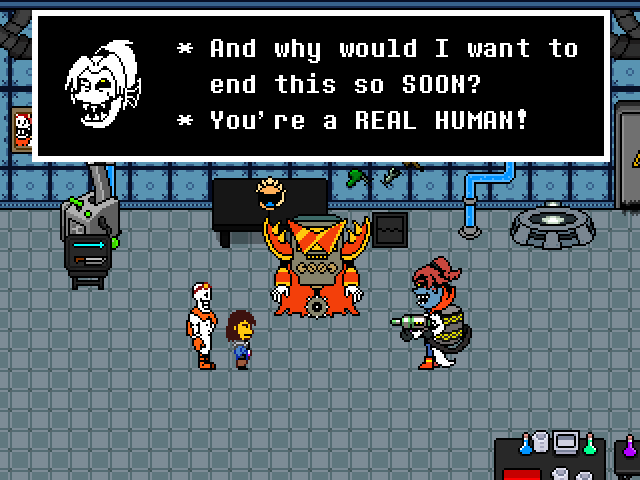 * And why would I want to
end this so SOON?
* You're a REAL HUMAN!